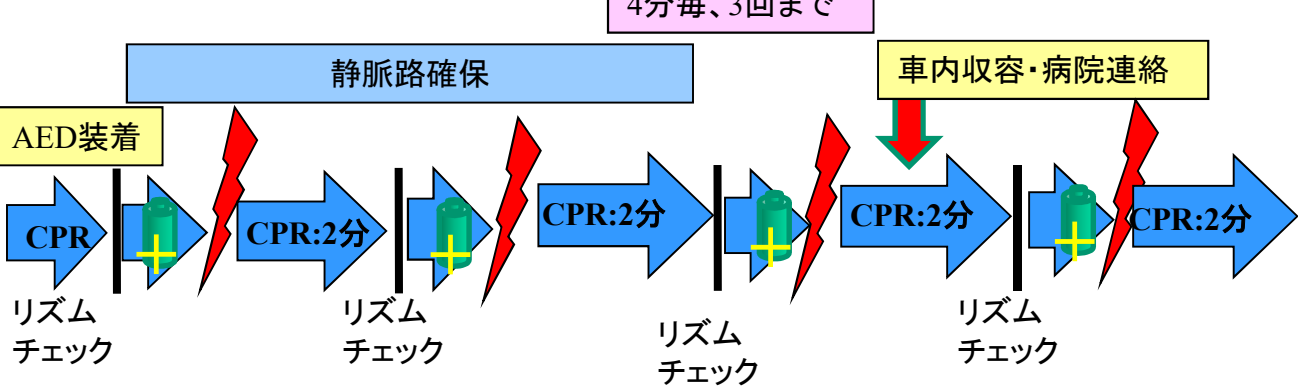 4分毎、3回まで
静脈路確保
車内収容・病院連絡
AED装着
CPR
CPR:2分
CPR:2分
CPR:2分
CPR:2分
リズム
チェック
リズム
チェック
リズム
チェック
リズム
チェック